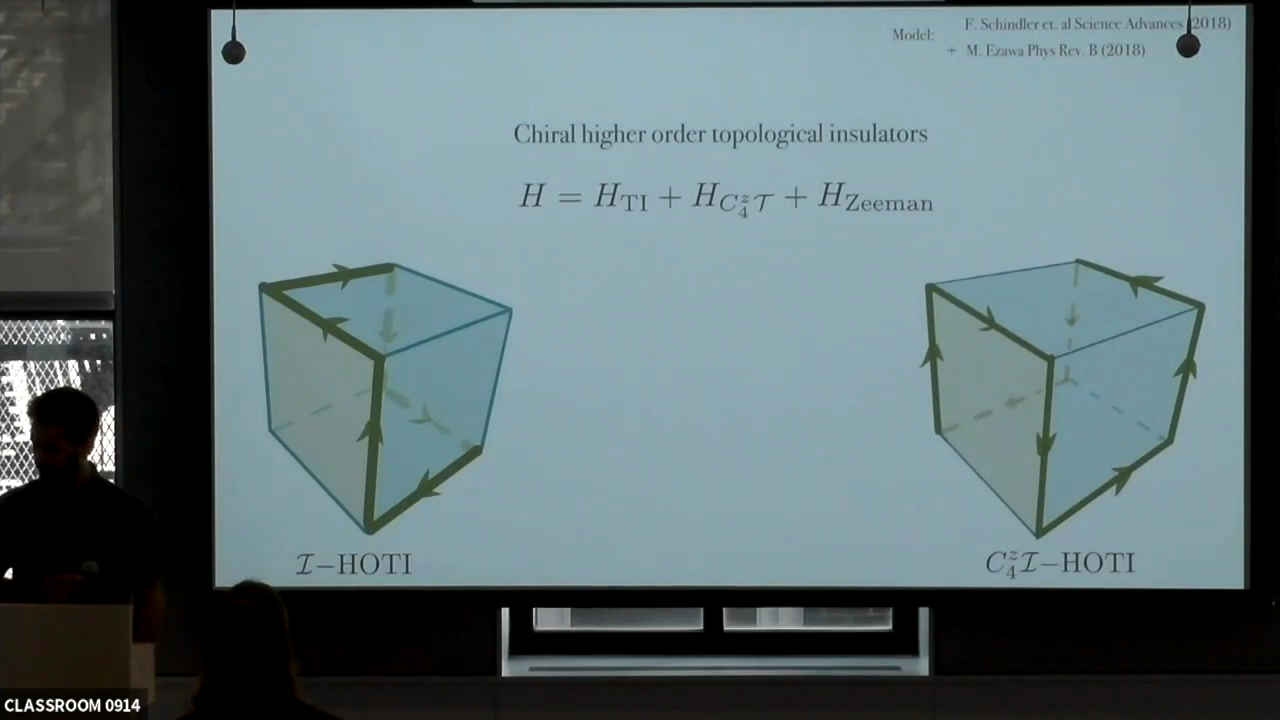 Model: F. Schindler et. al Science Advances (2018)
+ M. Ezawa Phys Rev. B (2018)
Chiral higher order topological insulators
H = H_TI + H_{C_4^z 𝒯} + H_Zeeman
ℐ−HOTI
C_4^z ℐ−HOTI
CLASSROOM 0914